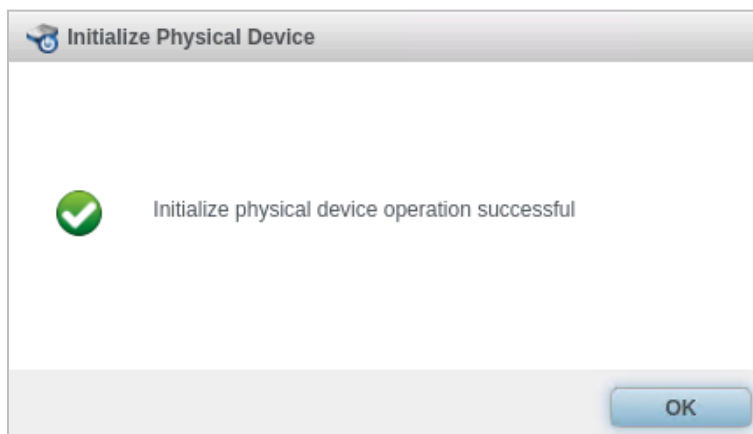 Initialize Physical Device
Initialize physical device operation successful
OK